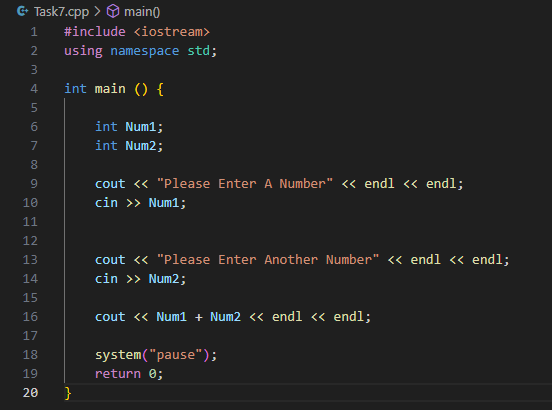 Task7.cpp > main()
1 #include <iostream>
2 using namespace std;
3
4 int main () {
5
6 int Num1;
7 int Num2;
8
9 cout << "Please Enter A Number" << endl << endl;
10 cin >> Num1;
11
12
13 cout << "Please Enter Another Number" << endl << endl;
14 cin >> Num2;
15
16 cout << Num1 + Num2 << endl << endl;
17
18 system("pause");
19 return 0;
20 }